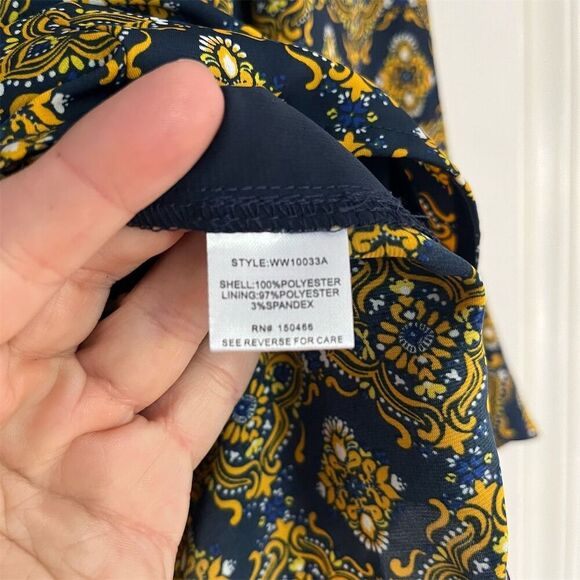 STYLE:WW10033A
SHELL:100%POLYESTER
LINING:97%POLYESTER
3%SPANDEX
RN# 150466
SEE REVERSE FOR CARE